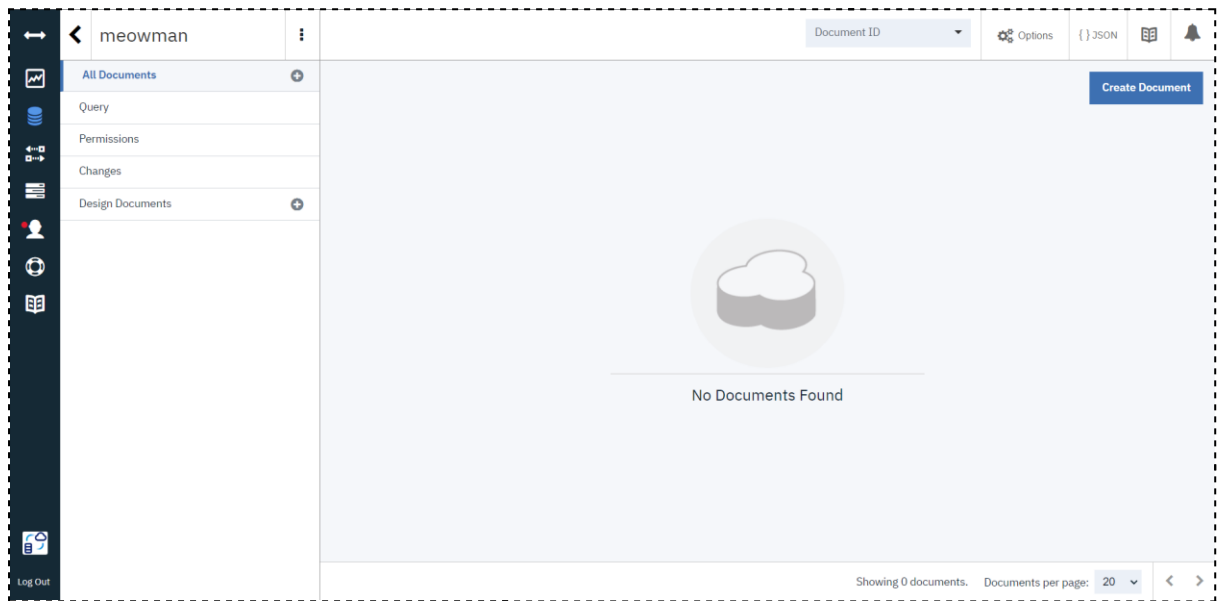 meowman
Document ID
Options
{ } JSON
All Documents
Query
Permissions
Changes
Design Documents
Create Document
No Documents Found
Log Out
Showing 0 documents. Documents per page: 20